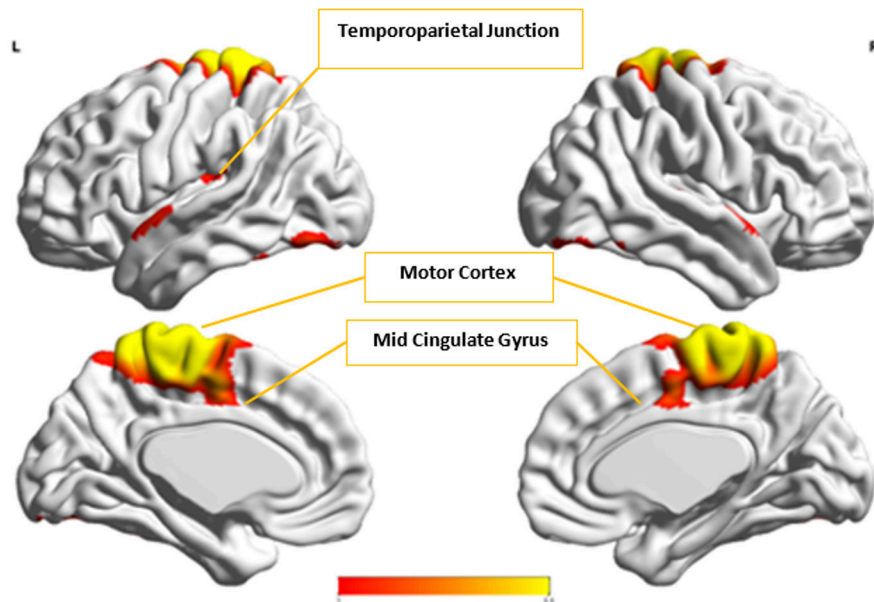 L
Temporoparietal Junction
R
Motor Cortex
Mid Cingulate Gyrus